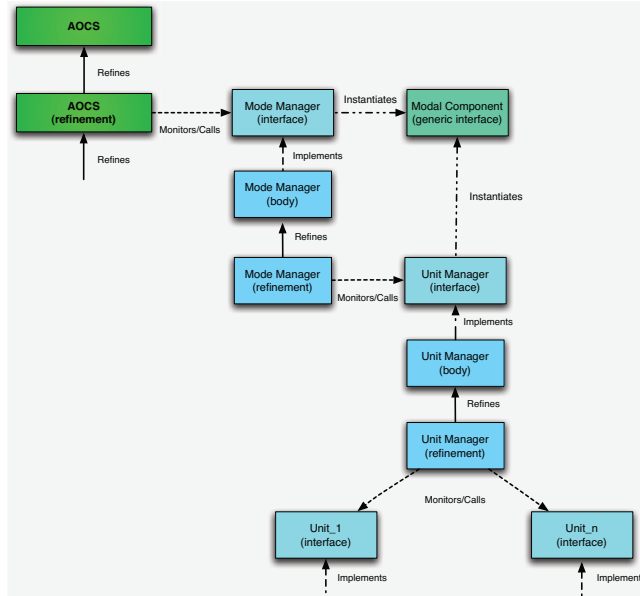 AOCS
Refines
AOCS
(refinement)
Monitors/Calls
Mode Manager
(interface)
Instantiates
Modal Component
(generic interface)
Refines
Implements
Mode Manager
(body)
Instantiates
Refines
Mode Manager
(refinement)
Monitors/Calls
Unit Manager
(interface)
Implements
Unit Manager
(body)
Refines
Unit Manager
(refinement)
Monitors/Calls
Unit_1
(interface)
Unit_n
(interface)
Implements
Implements